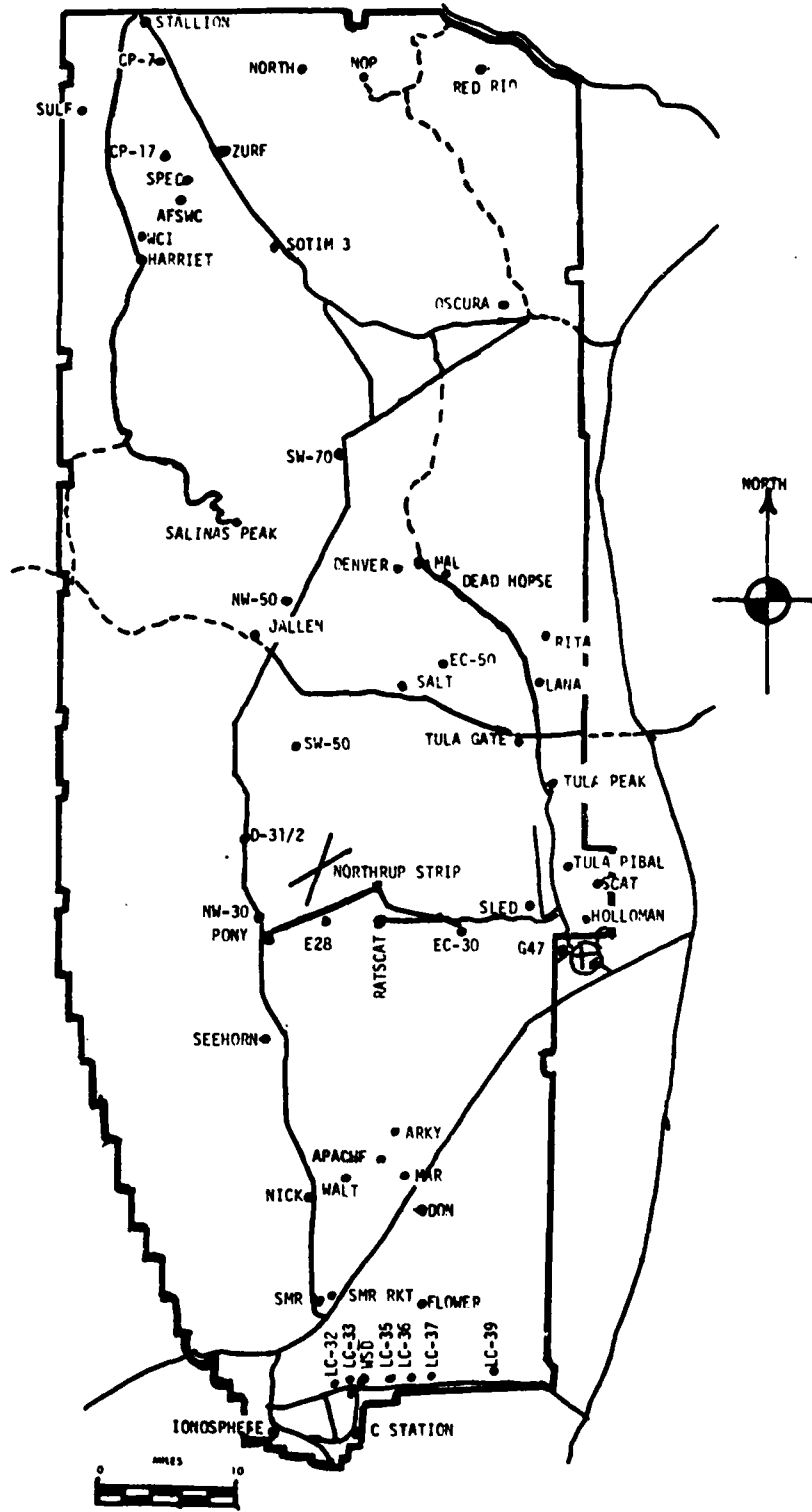 STALLION
CP-7
NORTH
NOP
RED RIO
SULF
CP-17
ZURF
SPEC
AFSWC
WCI
HARRIET
SOTIM 3
OSCURA
SW-70
NORTH
SALINAS PEAK
DENVER
MAL
DEAD HORSE
NW-50
JALLEN
RITA
EC-50
SALT
LANA
SW-50
TULA GATE
TULA PEAK
D-31/2
NORTHRUP STRIP
TULA PIBAL
SCAT
SLED
NW-30
HOLLOMAN
PONY
E28
RATSCAT
EC-30
G47
SEEHORN
ARKY
APACHE
WALT
MAR
NICK
DON
SMR
SMR RKT
FLOWER
LC-32
LC-33
WSD
LC-35
LC-36
LC-37
LC-39
IONOSPHERE
C STATION
0 MILES 10